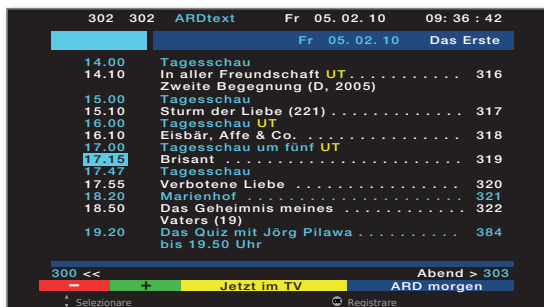 302 302 ARDtext Fr 05. 02. 10 09: 36 : 42
Fr 05. 02. 10 Das Erste
14.00 Tagesschau
14.10 In aller Freundschaft UT . . . . . . . . . . . 316
Zweite Begegnung (D, 2005)
15.00 Tagesschau
15.10 Sturm der Liebe (221) . . . . . . . . . . . . . 317
16.00 Tagesschau UT
16.10 Eisbär, Affe & Co. . . . . . . . . . . . . . . . . 318
17.00 Tagesschau um fünf UT
17.15 Brisant . . . . . . . . . . . . . . . . . . . . . . . 319
17.47 Tagesschau
17.55 Verbotene Liebe . . . . . . . . . . . . . . . . 320
18.20 Marienhof . . . . . . . . . . . . . . . . . . . . . 321
18.50 Das Geheimnis meines . . . . . . . . . . . 322
Vaters (19)
19.20 Das Quiz mit Jörg Pilawa . . . . . . . . . . 384
bis 19.50 Uhr
300 << Abend > 303
− + Jetzt im TV ARD morgen
Selezionare Registrare